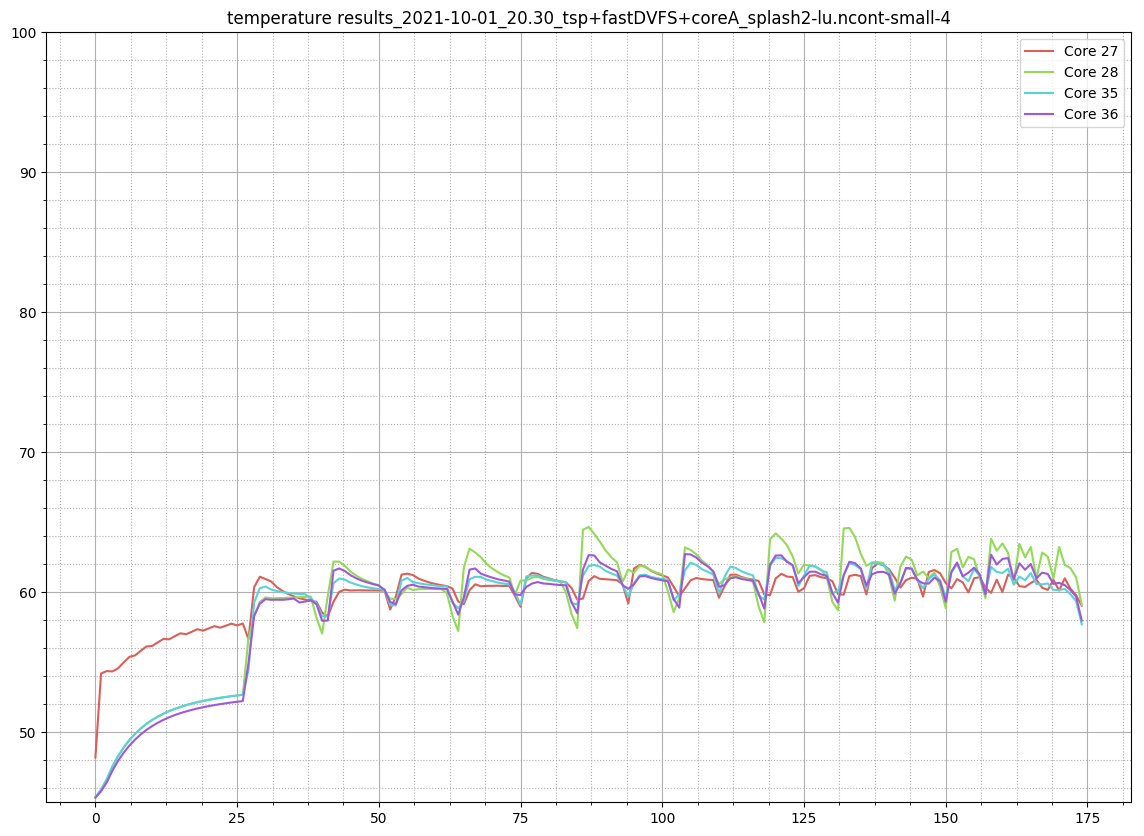 temperature results_2021-10-01_20.30_tsp+fastDVFS+coreA_splash2-lu.ncont-small-4
100
90
80
70
60
50
0
25
50
75
100
125
150
175
Core 27
Core 28
Core 35
Core 36